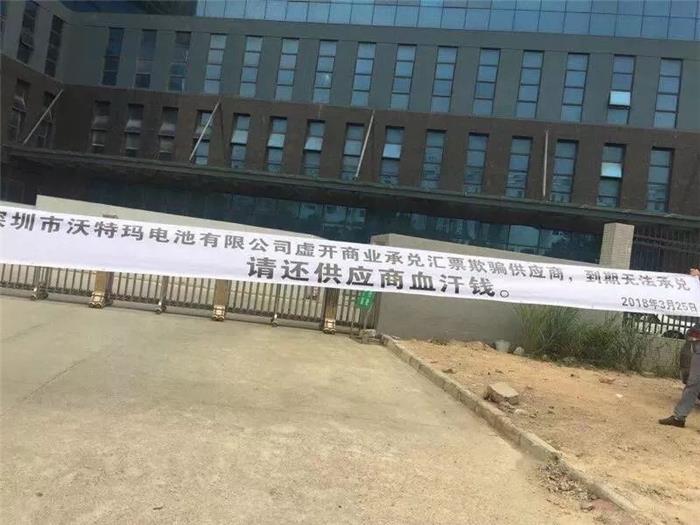 深圳市沃特玛电池有限公司虚开商业承兑汇票欺骗供应商，到期无法承兑
请还供应商血汗钱。
2018年3月25日